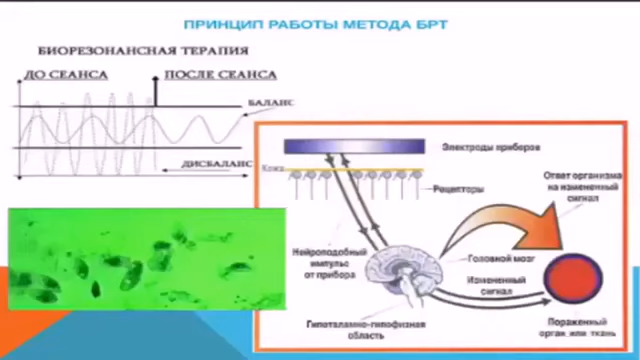 ПРИНЦИП РАБОТЫ МЕТОДА БРТ
БИОРЕЗОНАНСНАЯ ТЕРАПИЯ
ДО СЕАНСА
ПОСЛЕ СЕАНСА
БАЛАНС
ДИСБАЛАНС
Электроды приборов
Кожа
Рецепторы
Ответ организма
на измененный
сигнал
Нейроподобный
импульс
от прибора
Головной мозг
Измененный
сигнал
Гипоталамо-гипофизная
область
Пораженный
орган или ткань